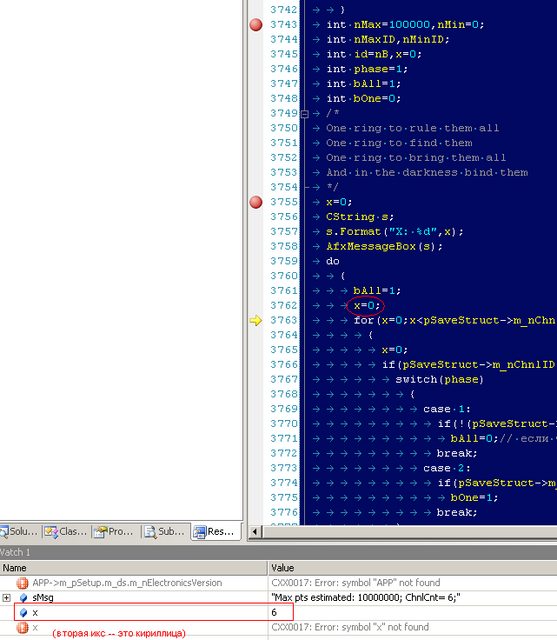 3742 }
3743 int nMax=100000,nMin=0;
3744 int nMaxID,nMinID;
3745 int id=nB,x=0;
3746 int phase=1;
3747 int bAll=1;
3748 int bOne=0;
3749 /*
3750 One ring to rule them all
3751 One ring to find them
3752 One ring to bring them all
3753 And in the darkness bind them
3754 */
3755 x=0;
3756 CString s;
3757 s.Format("X: %d",x);
3758 AfxMessageBox(s);
3759 do
3760 {
3761 bAll=1;
3762 x=0;
3763 for(x=0;x<pSaveStruct->m_nChn
3764 {
3765 x=0;
3766 if(pSaveStruct->m_nChnlID
3767 switch(phase)
3768 {
3769 case 1:
3770 if(!(pSaveStruct-
3771 bAll=0;// если
3772 break;
3773 case 2:
3774 if(pSaveStruct->m_
3775 bOne=1;
3776 break;
Solu... Clas... Pro... Sub... Res...
Watch 1
Name Value
APP->m_pSetup.m_ds.m_nElectronicsVersion CXX0017: Error: symbol "APP" not found
sMsg "Max pts estimated: 10000000; ChnlCnt= 6;"
x 6
х CXX0017: Error: symbol "х" not found
(вторая икс -- это кириллица)